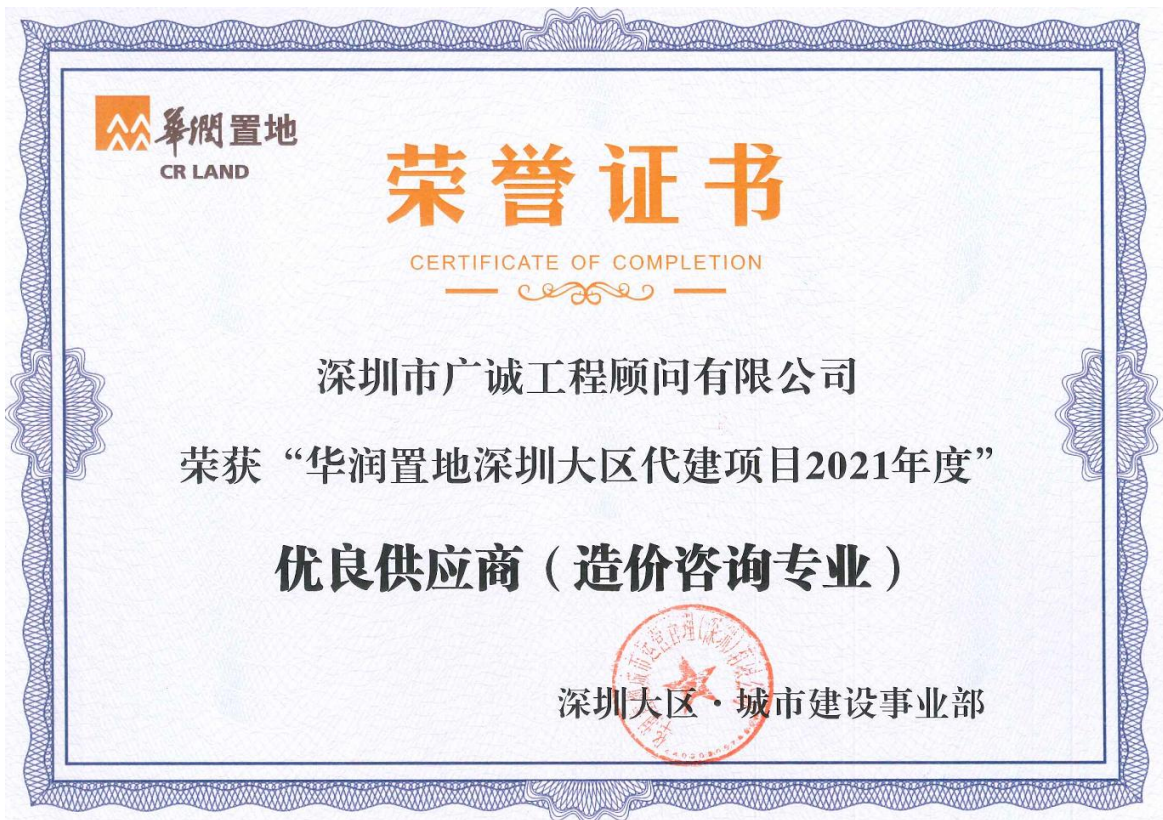 華潤置地
CR LAND
荣誉证书
CERTIFICATE OF COMPLETION
深圳市广诚工程顾问有限公司
荣获“华润置地深圳大区代建项目2021年度”
优良供应商（造价咨询专业）
深圳大区·城市建设事业部